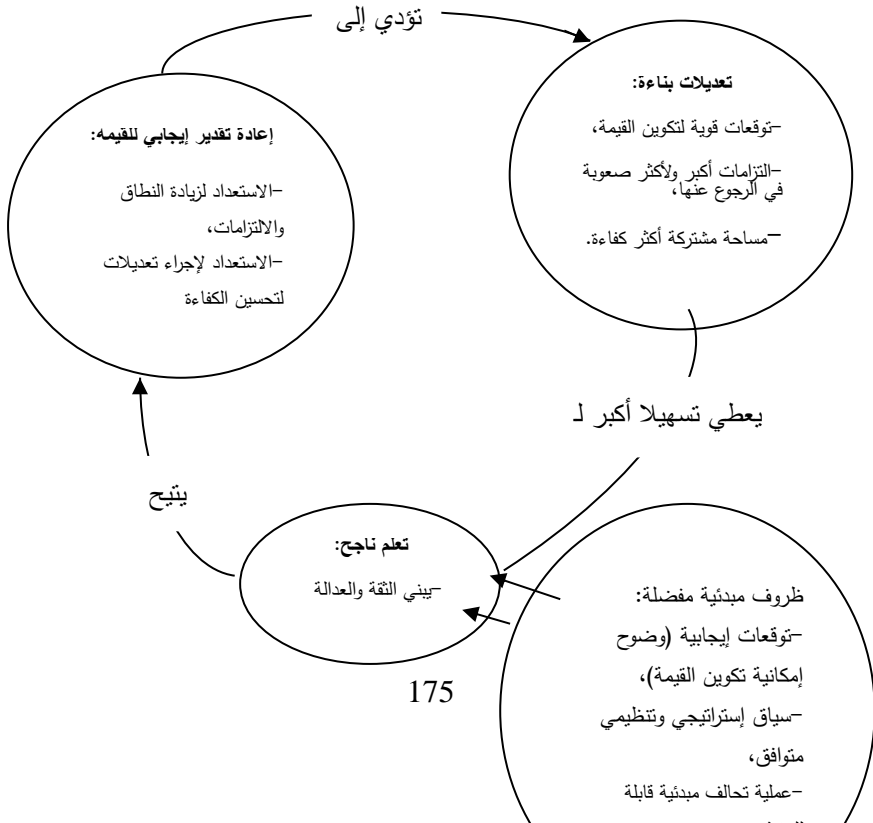 تؤدي إلى
تعديلات بناءة:
–توقعات قوية لتكوين القيمة،
–التزامات أكبر ولأكثر صعوبة
في الرجوع عنها،
–مساحة مشتركة أكثر كفاءة.
إعادة تقدير إيجابي للقيمه:
–الاستعداد لزيادة النطاق
والالتزامات،
–الاستعداد لإجراء تعديلات
لتحسين الكفاءة
يعطي تسهيلا أكبر لـ
يتيح
تعلم ناجح:
–يبني الثقة والعدالة
ظروف مبدئية مفضلة:
–توقعات إيجابية (وضوح
إمكانية تكوين القيمة)،
–سياق إستراتيجي وتنظيمي
متوافق،
–عملية تحالف مبدئية قابلة
175